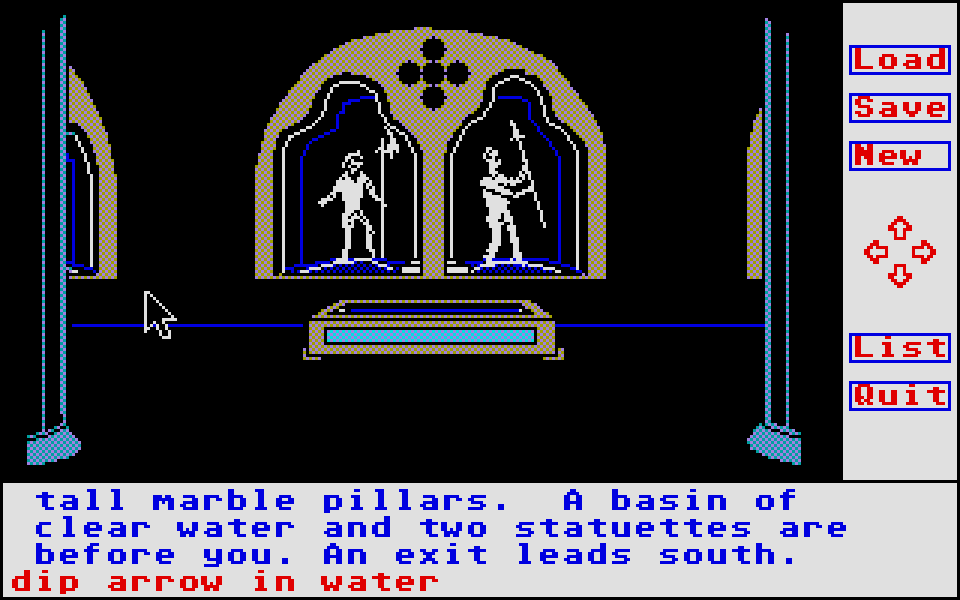 Load
Save
New
List
Quit
tall marble pillars. A basin of
clear water and two statuettes are
before you. An exit leads south.
dip arrow in water